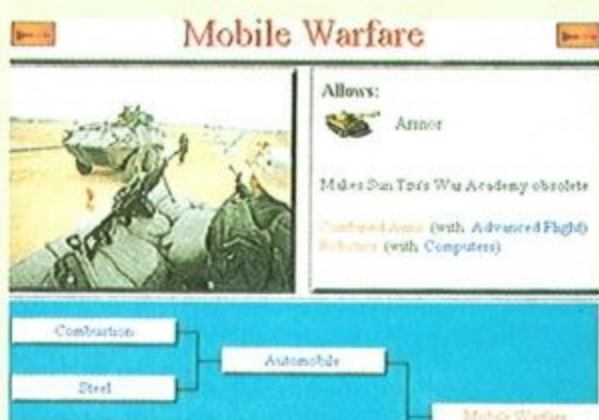 Mobile Warfare
Allows:
Armor
Makes Sun Tzu's War Academy obsolete
Combined Arms (with Advanced Flight)
Robotics (with Computers)
Combustion
Automobile
Steel
Mobile Warfare